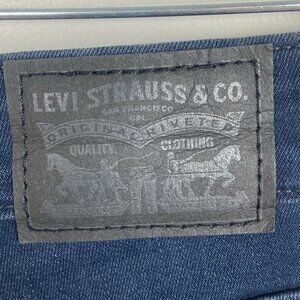 LEVI STRAUSS & CO.
SAN FRANCISCO
CAL.
ORIGINAL RIVETED
QUALITY CLOTHING